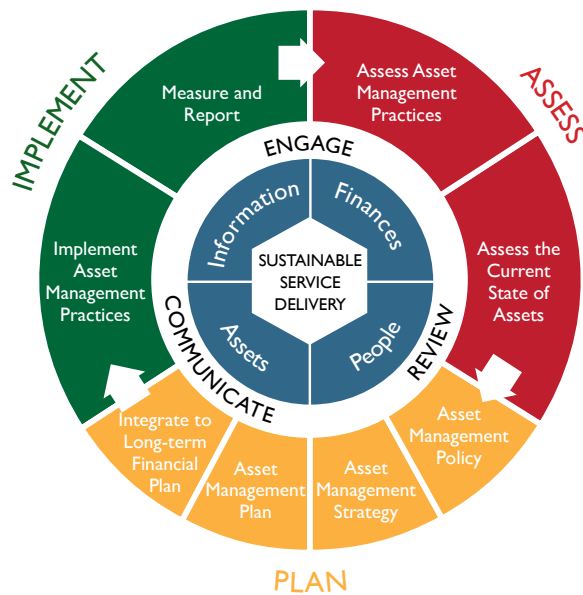 IMPLEMENT
Measure and
Report
Implement
Asset
Management
Practices
ASSESS
Assess Asset
Management
Practices
Assess the
Current
State of
Assets
PLAN
Asset
Management
Policy
Asset
Management
Strategy
Asset
Management
Plan
Integrate to
Long-term
Financial
Plan
ENGAGE
REVIEW
COMMUNICATE
Information
Finances
People
Assets
SUSTAINABLE
SERVICE
DELIVERY